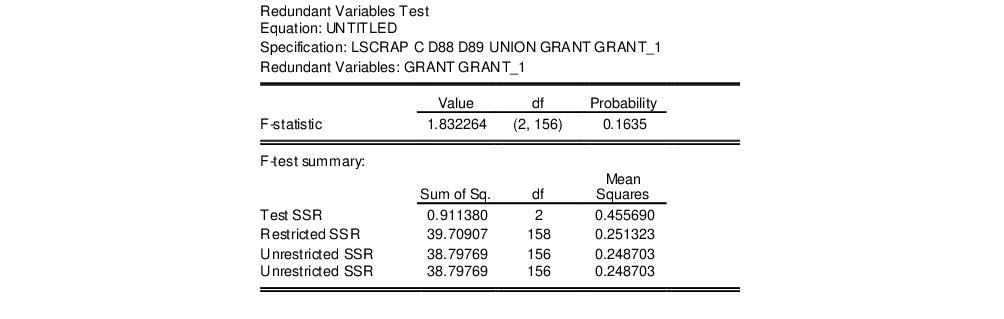 Redundant Variables Test
Equation: UNTITLED
Specification: LSCRAP C D88 D89 UNION GRANT GRANT_1
Redundant Variables: GRANT GRANT_1
Value df Probability
F-statistic 1.832264 (2, 156) 0.1635
F-test summary:
Mean
Sum of Sq. df Squares
Test SSR 0.911380 2 0.455690
Restricted SSR 39.70907 158 0.251323
Unrestricted SSR 38.79769 156 0.248703
Unrestricted SSR 38.79769 156 0.248703